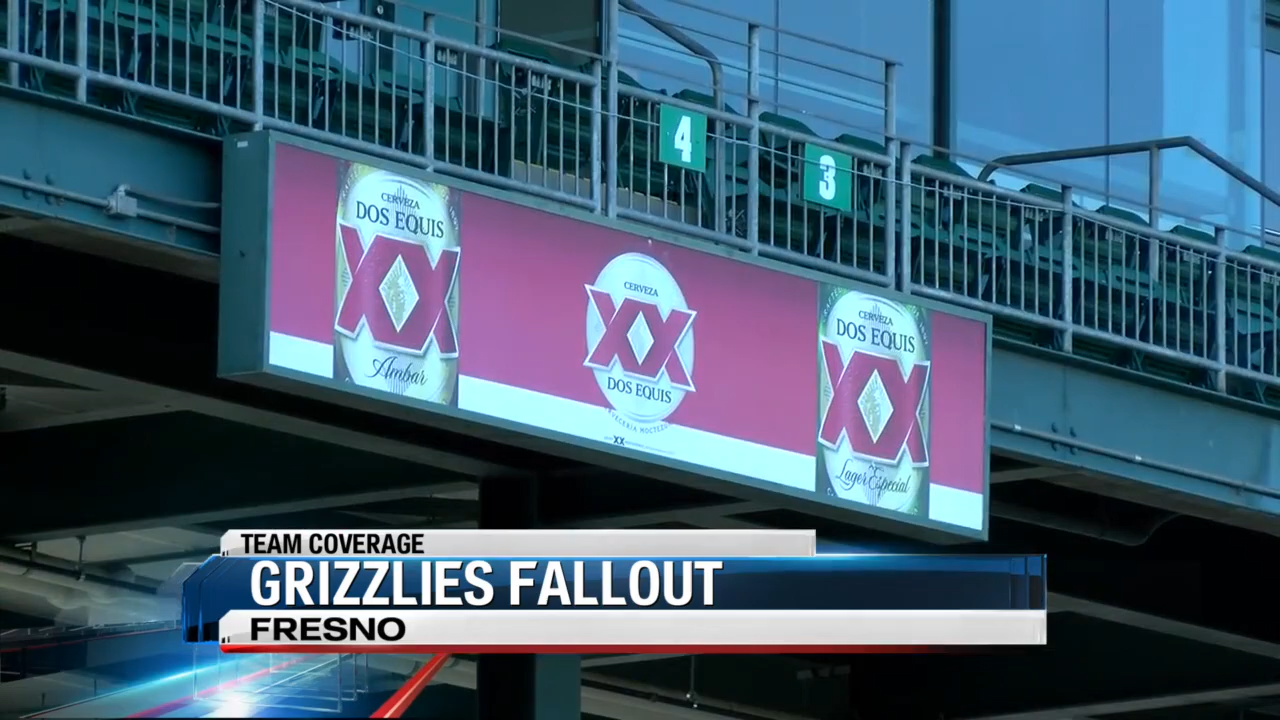 4
3
CERVEZA
DOS EQUIS
XX
Ambar
CERVEZA
XX
DOS EQUIS
XX
CERVEZA
DOS EQUIS
XX
Lager Especial
TEAM COVERAGE
GRIZZLIES FALLOUT
FRESNO